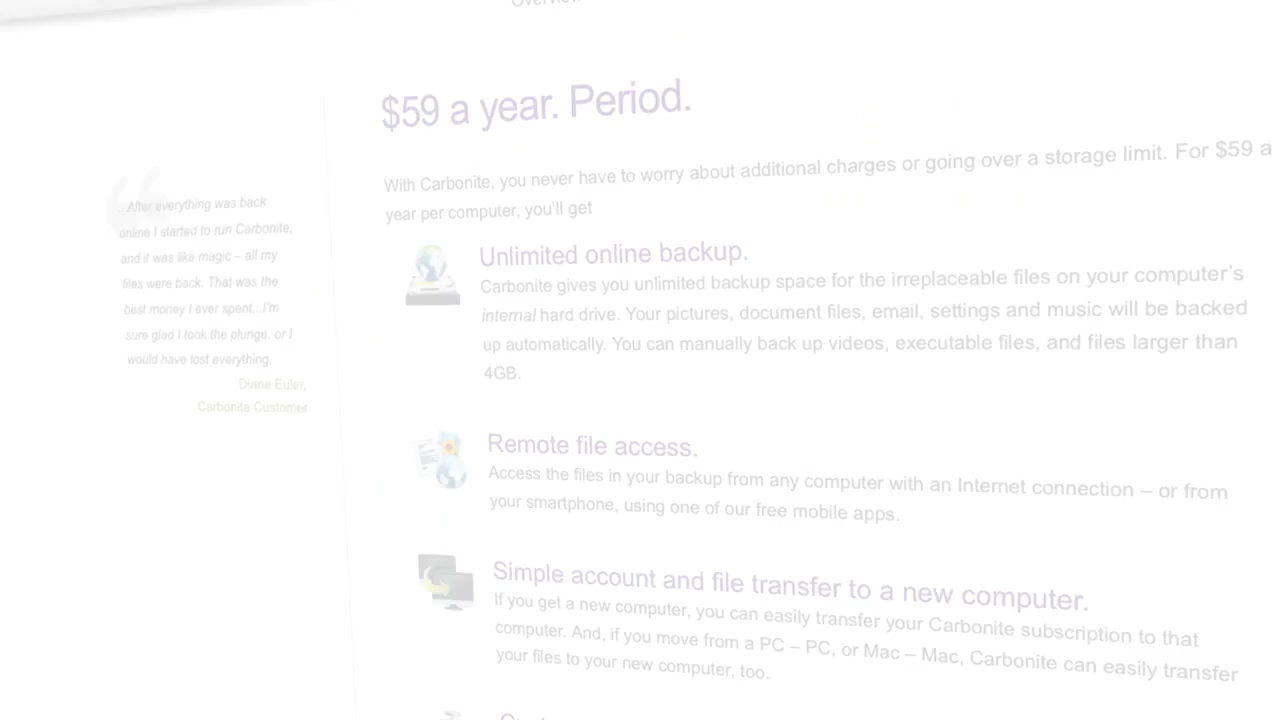 $59 a year. Period.
With Carbonite, you never have to worry about additional charges or going over a storage limit. For $59 a
year per computer, you'll get
...After everything was back
online I started to run Carbonite,
and it was like magic – all my
files were back. That was the
best money I ever spent...I'm
sure glad I took the plunge, or I
would have lost everything.
Diane Euler,
Carbonite Customer
Unlimited online backup.
Carbonite gives you unlimited backup space for the irreplaceable files on your computer's
internal hard drive. Your pictures, document files, email, settings and music will be backed
up automatically. You can manually back up videos, executable files, and files larger than
4GB.
Remote file access.
Access the files in your backup from any computer with an Internet connection – or from
your smartphone, using one of our free mobile apps.
Simple account and file transfer to a new computer.
If you get a new computer, you can easily transfer your Carbonite subscription to that
computer. And, if you move from a PC – PC, or Mac – Mac, Carbonite can easily transfer
your files to your new computer, too.